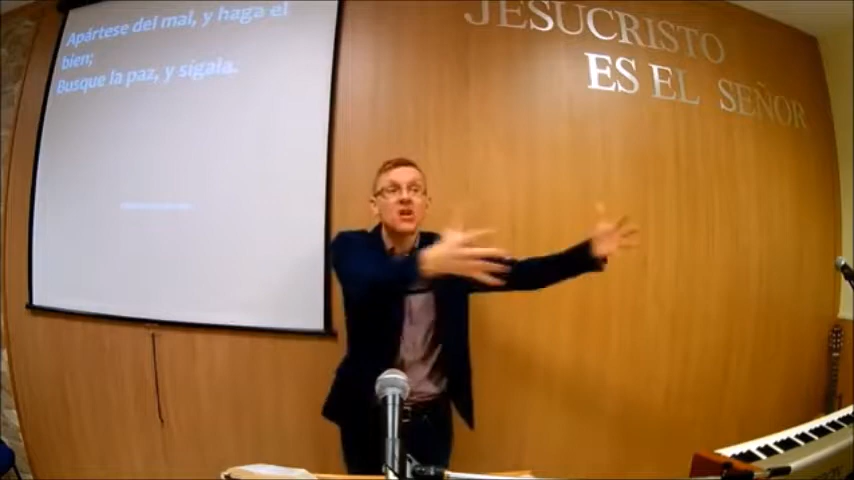 Apártese del mal, y haga el
bien;
Busque la paz, y sígala.
JESUCRISTO
ES EL SEÑOR